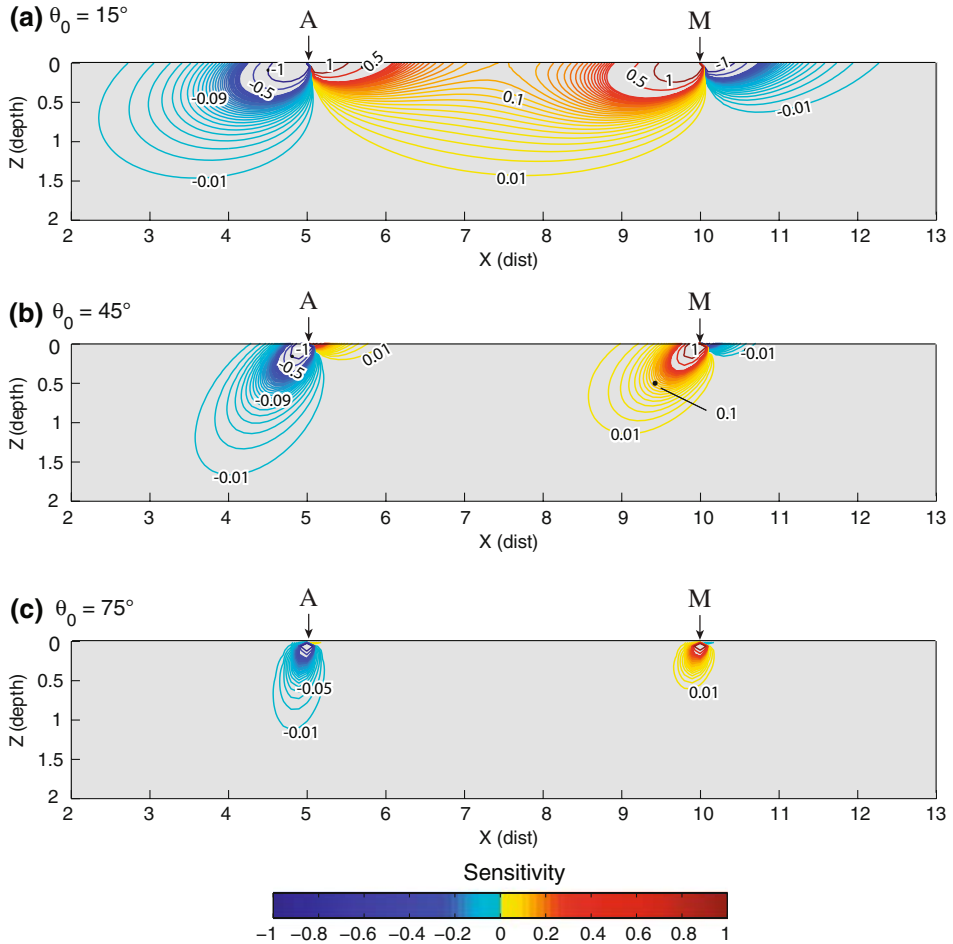 (a) θ0 = 15°
A
M
0
0.5
1
1.5
2
Z (depth)
-1
-0.5
-0.09
-0.01
1
0.5
0.1
0.01
0.5
1
-1
-0.01
2 3 4 5 6 7 8 9 10 11 12 13
X (dist)
(b) θ0 = 45°
A
M
0
0.5
1
1.5
2
Z (depth)
-1
-0.5
-0.09
-0.01
0.01
1
0.1
0.01
-0.01
2 3 4 5 6 7 8 9 10 11 12 13
X (dist)
(c) θ0 = 75°
A
M
0
0.5
1
1.5
2
Z (depth)
-0.05
-0.01
0.01
2 3 4 5 6 7 8 9 10 11 12 13
X (dist)
Sensitivity
−1 −0.8 −0.6 −0.4 −0.2 0 0.2 0.4 0.6 0.8 1